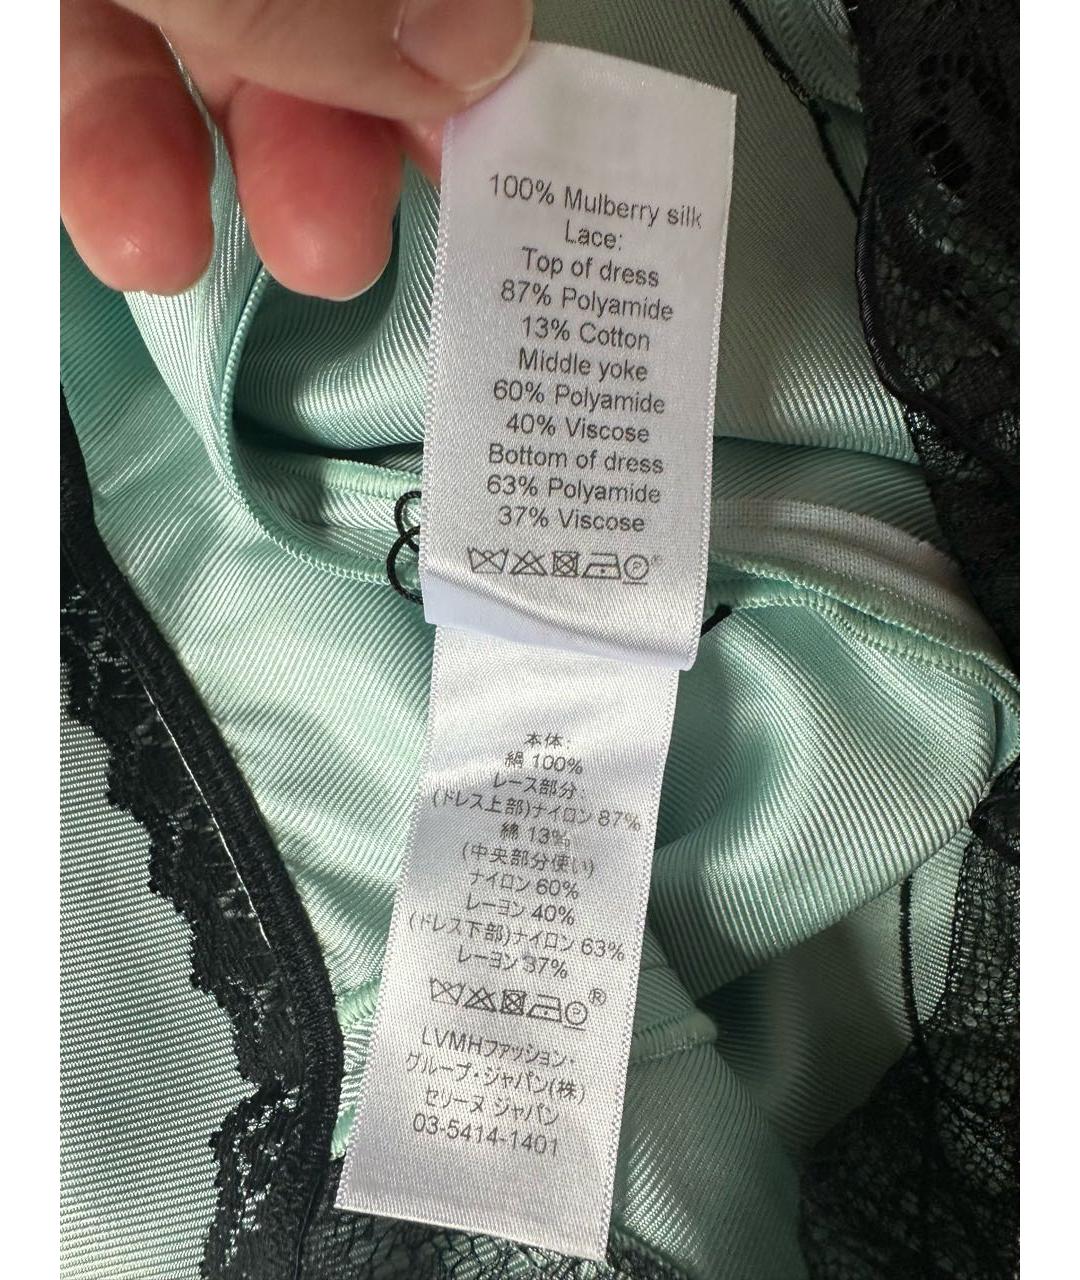 100% Mulberry silk
Lace:
Top of dress
87% Polyamide
13% Cotton
Middle yoke
60% Polyamide
40% Viscose
Bottom of dress
63% Polyamide
37% Viscose
P
本体:
絹 100%
レース部分
(ドレス上部)ナイロン 87%
綿 13%
(中央部分使い)
ナイロン 60%
レーヨン 40%
(ドレス下部)ナイロン 63%
レーヨン 37%
P®
LVMHファッション・
グループ・ジャパン(株)
セリーヌ ジャパン
03-5414-1401